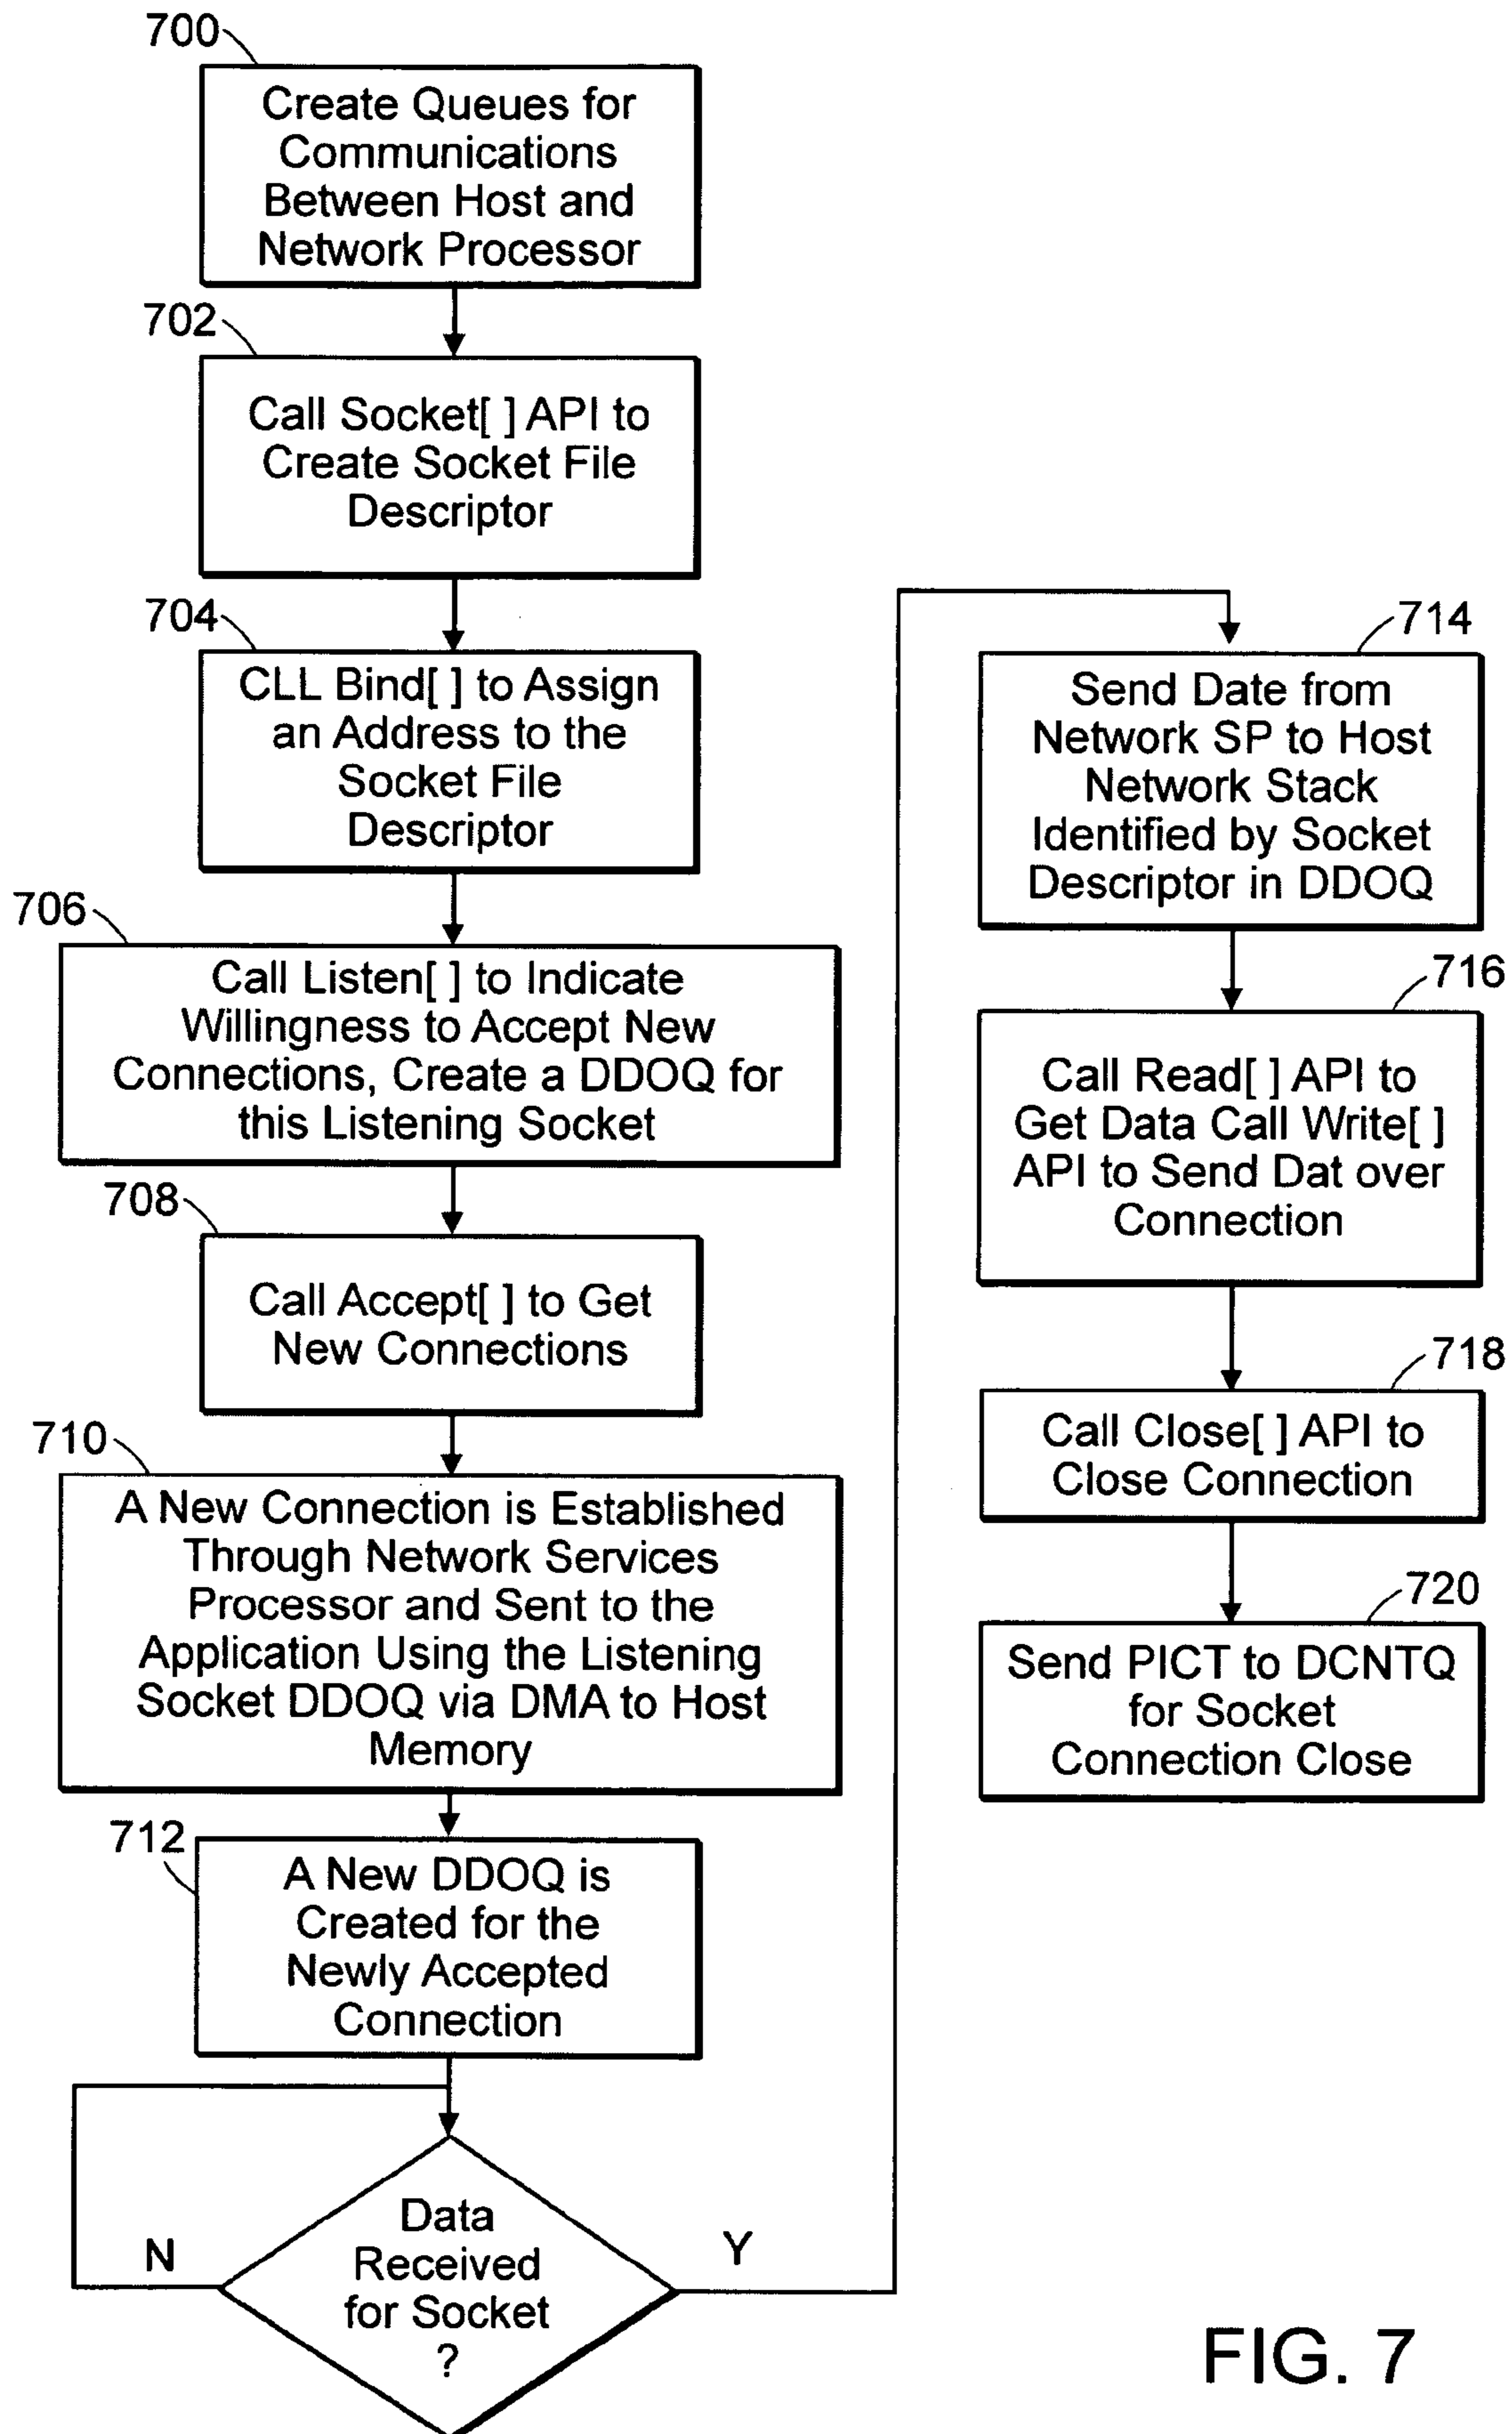 700
Create Queues for
Communications
Between Host and
Network Processor
702
Call Socket[ ] API to
Create Socket File
Descriptor
704
CLL Bind[ ] to Assign
an Address to the
Socket File
Descriptor
706
Call Listen[ ] to Indicate
Willingness to Accept New
Connections, Create a DDOQ for
this Listening Socket
708
Call Accept[ ] to Get
New Connections
710
A New Connection is Established
Through Network Services
Processor and Sent to the
Application Using the Listening
Socket DDOQ via DMA to Host
Memory
712
A New DDOQ is
Created for the
Newly Accepted
Connection
Data
Received
for Socket
?
N
Y
714
Send Date from
Network SP to Host
Network Stack
Identified by Socket
Descriptor in DDOQ
716
Call Read[ ] API to
Get Data Call Write[ ]
API to Send Dat over
Connection
718
Call Close[ ] API to
Close Connection
720
Send PICT to DCNTQ
for Socket
Connection Close
FIG. 7